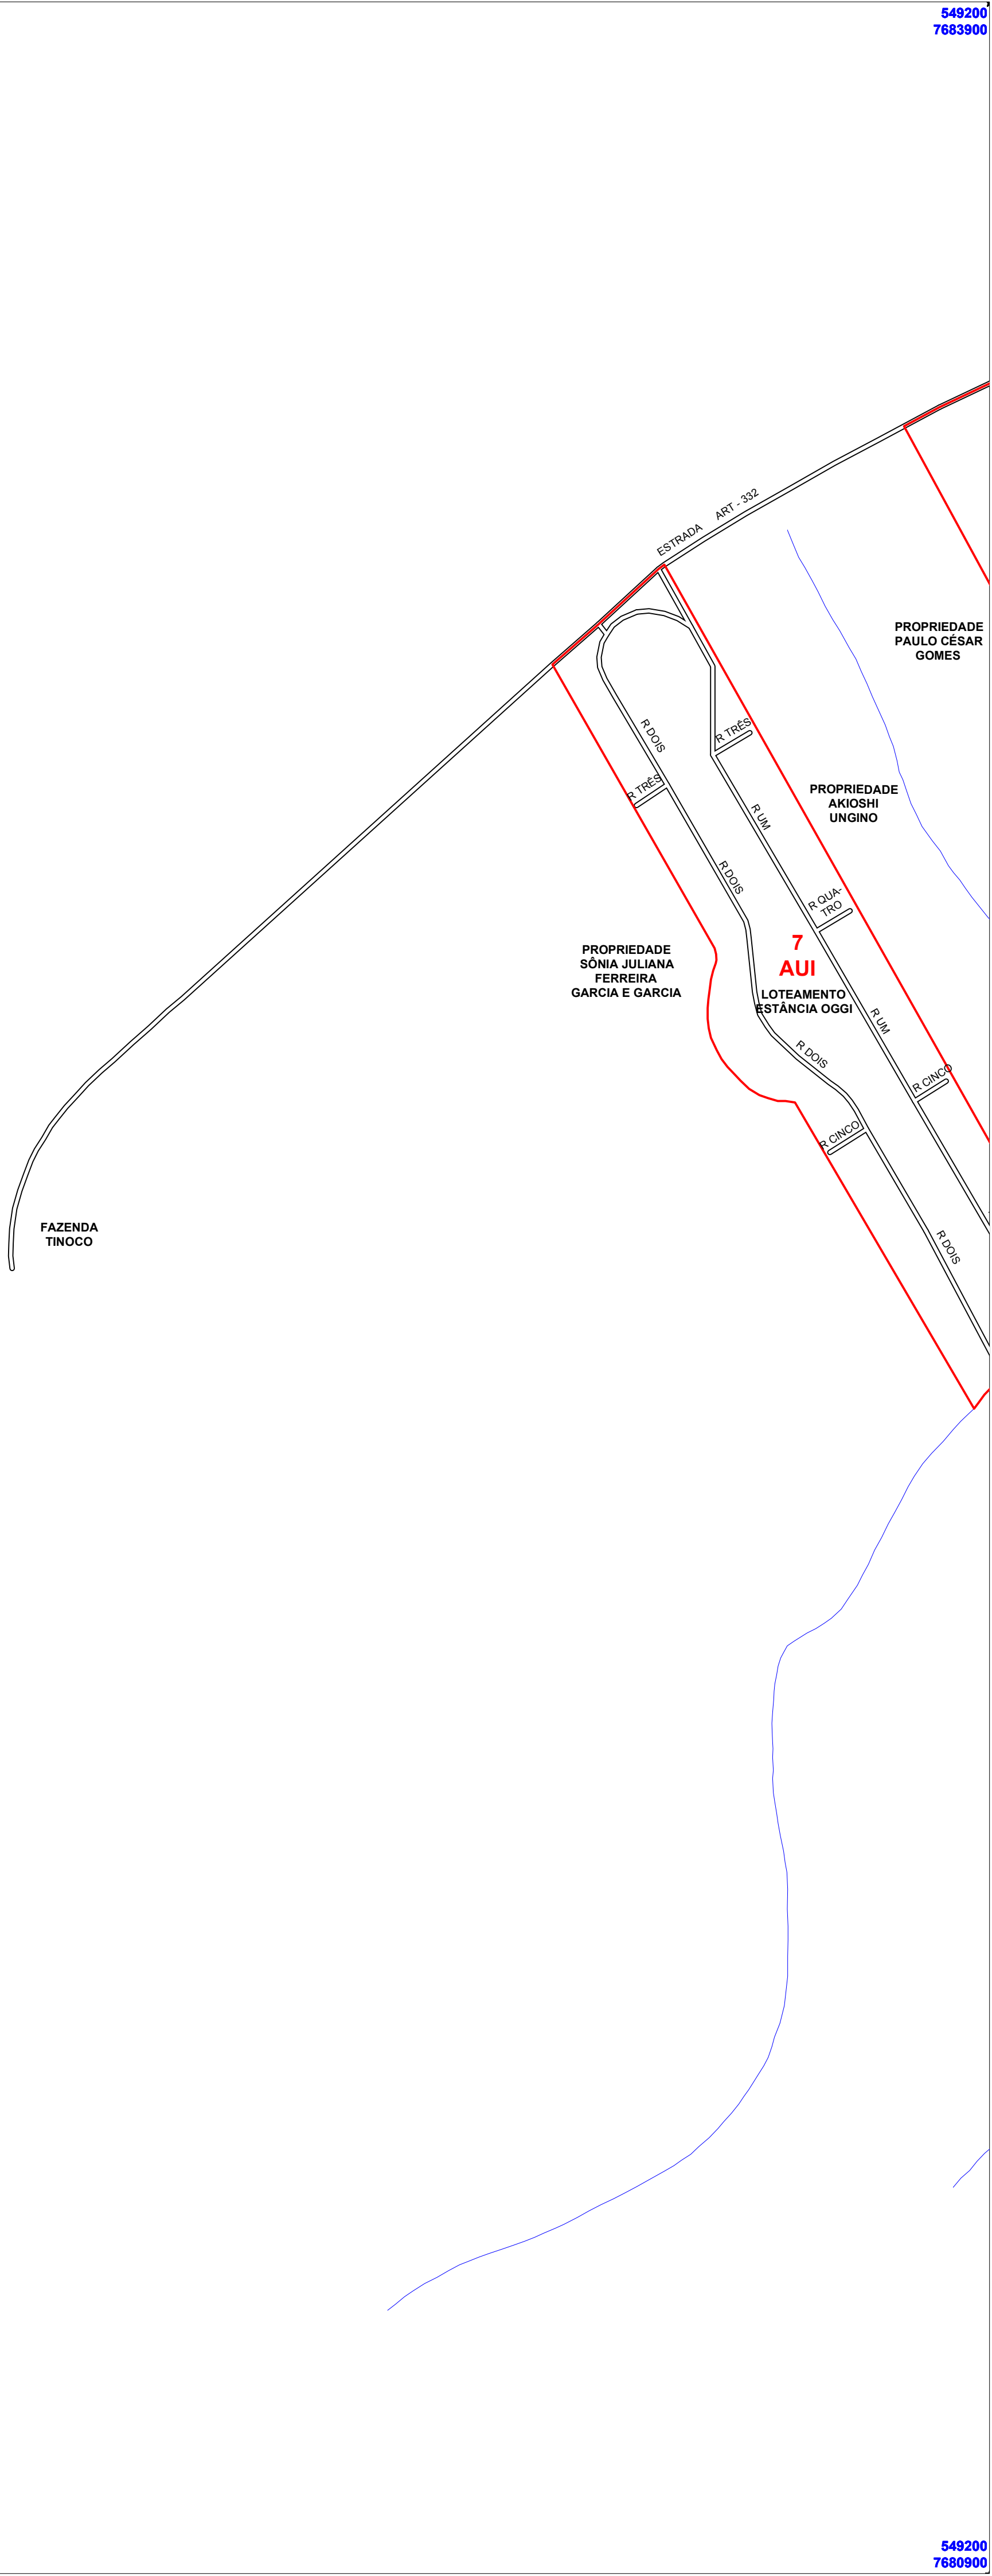 549200
7683900
ESTRADA ART - 332
PROPRIEDADE
PAULO CÉSAR
GOMES
R DOIS
R TRÊS
R TRÊS
PROPRIEDADE
AKIOSHI
UNGINO
R UM
R DOIS
R QUA-
TRO
7
AUI
PROPRIEDADE
SÔNIA JULIANA
FERREIRA
GARCIA E GARCIA
LOTEAMENTO
ESTÂNCIA OGGI
R UM
R DOIS
R CINCO
R CINCO
FAZENDA
TINOCO
R DOIS
549200
7680900